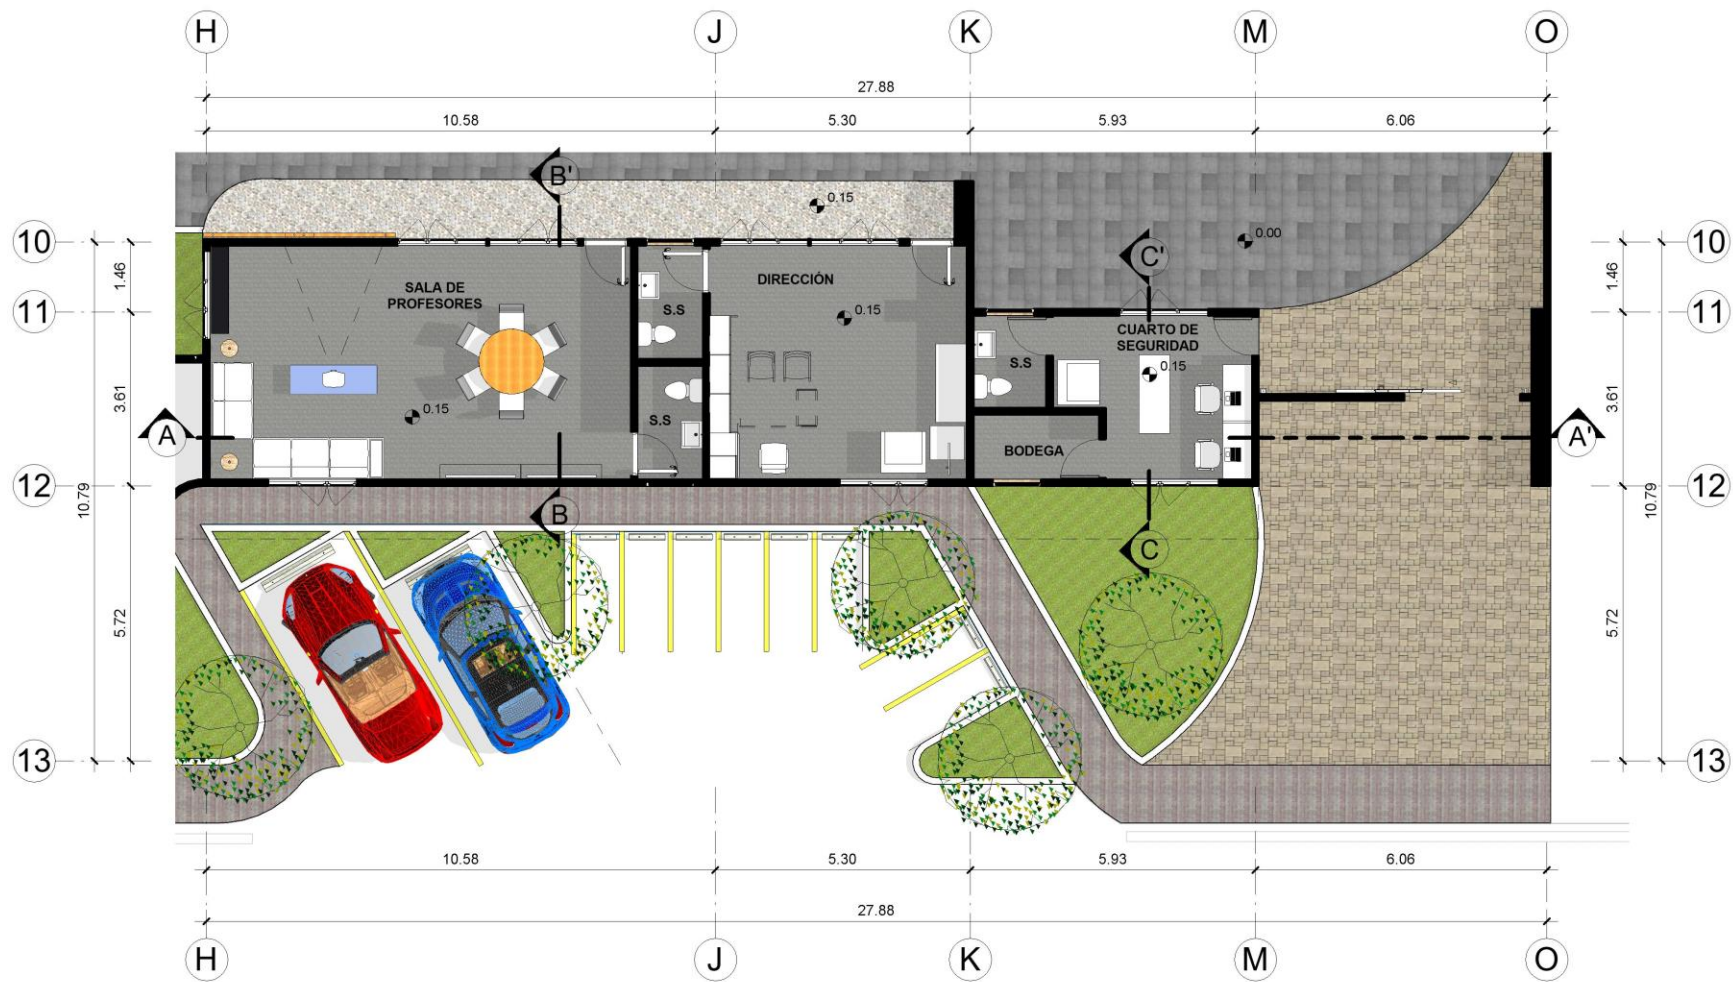 H J K M O
27.88
10.58 5.30 5.93 6.06
B'
0.15
10 10
C' 0.00
1.46 DIRECCIÓN 1.46
SALA DE
PROFESORES
S.S 0.15
11 11
CUARTO DE
SEGURIDAD
S.S
0.15
3.61 3.61
0.15
S.S
A A'
BODEGA
12 12
10.79 10.79
B
C
5.72 5.72
13 13
10.58 5.30 5.93 6.06
27.88
H J K M O